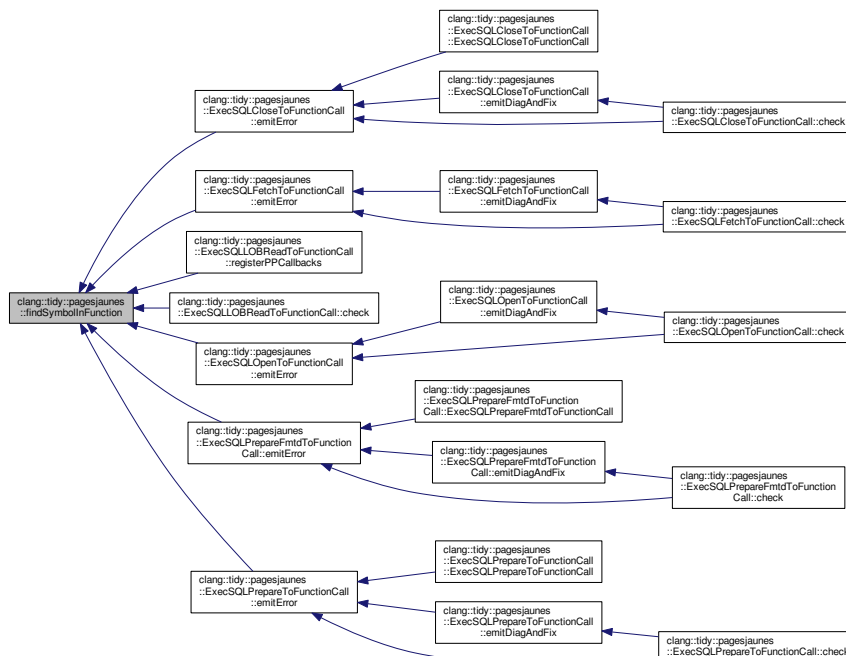 clang::tidy::pagesjaunes
::ExecSQLCloseToFunctionCall
::ExecSQLCloseToFunctionCall
clang::tidy::pagesjaunes
::ExecSQLCloseToFunctionCall
::emitError
clang::tidy::pagesjaunes
::ExecSQLCloseToFunctionCall
::emitDiagAndFix
clang::tidy::pagesjaunes
::ExecSQLCloseToFunctionCall::check
clang::tidy::pagesjaunes
::ExecSQLFetchToFunctionCall
::emitError
clang::tidy::pagesjaunes
::ExecSQLFetchToFunctionCall
::emitDiagAndFix
clang::tidy::pagesjaunes
::ExecSQLFetchToFunctionCall::check
clang::tidy::pagesjaunes
::ExecSQLLOBReadToFunctionCall
::registerPPCallbacks
clang::tidy::pagesjaunes
::findSymbolInFunction
clang::tidy::pagesjaunes
::ExecSQLLOBReadToFunctionCall::check
clang::tidy::pagesjaunes
::ExecSQLOpenToFunctionCall
::emitDiagAndFix
clang::tidy::pagesjaunes
::ExecSQLOpenToFunctionCall::check
clang::tidy::pagesjaunes
::ExecSQLOpenToFunctionCall
::emitError
clang::tidy::pagesjaunes
::ExecSQLPrepareFmtdToFunction
Call::ExecSQLPrepareFmtdToFunctionCall
clang::tidy::pagesjaunes
::ExecSQLPrepareFmtdToFunction
Call::emitError
clang::tidy::pagesjaunes
::ExecSQLPrepareFmtdToFunction
Call::emitDiagAndFix
clang::tidy::pagesjaunes
::ExecSQLPrepareFmtdToFunction
Call::check
clang::tidy::pagesjaunes
::ExecSQLPrepareToFunctionCall
::ExecSQLPrepareToFunctionCall
clang::tidy::pagesjaunes
::ExecSQLPrepareToFunctionCall
::emitError
clang::tidy::pagesjaunes
::ExecSQLPrepareToFunctionCall
::emitDiagAndFix
clang::tidy::pagesjaunes
::ExecSQLPrepareToFunctionCall::check